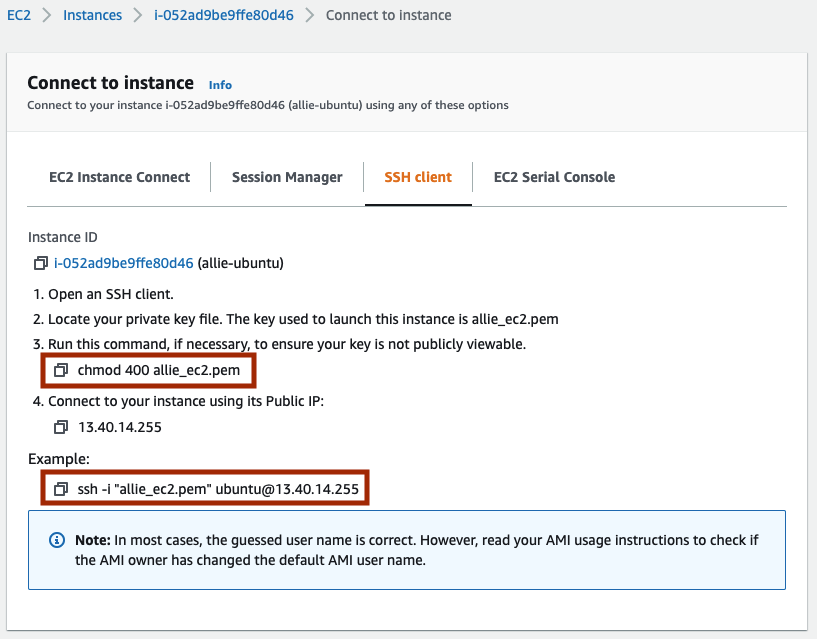 EC2 > Instances > i-052ad9be9ffe80d46 > Connect to instance
Connect to instance Info
Connect to your instance i-052ad9be9ffe80d46 (allie-ubuntu) using any of these options
EC2 Instance Connect Session Manager SSH client EC2 Serial Console
Instance ID
i-052ad9be9ffe80d46 (allie-ubuntu)
1. Open an SSH client.
2. Locate your private key file. The key used to launch this instance is allie_ec2.pem
3. Run this command, if necessary, to ensure your key is not publicly viewable.
chmod 400 allie_ec2.pem
4. Connect to your instance using its Public IP:
13.40.14.255
Example:
ssh -i "allie_ec2.pem" ubuntu@13.40.14.255
Note: In most cases, the guessed user name is correct. However, read your AMI usage instructions to check if
the AMI owner has changed the default AMI user name.